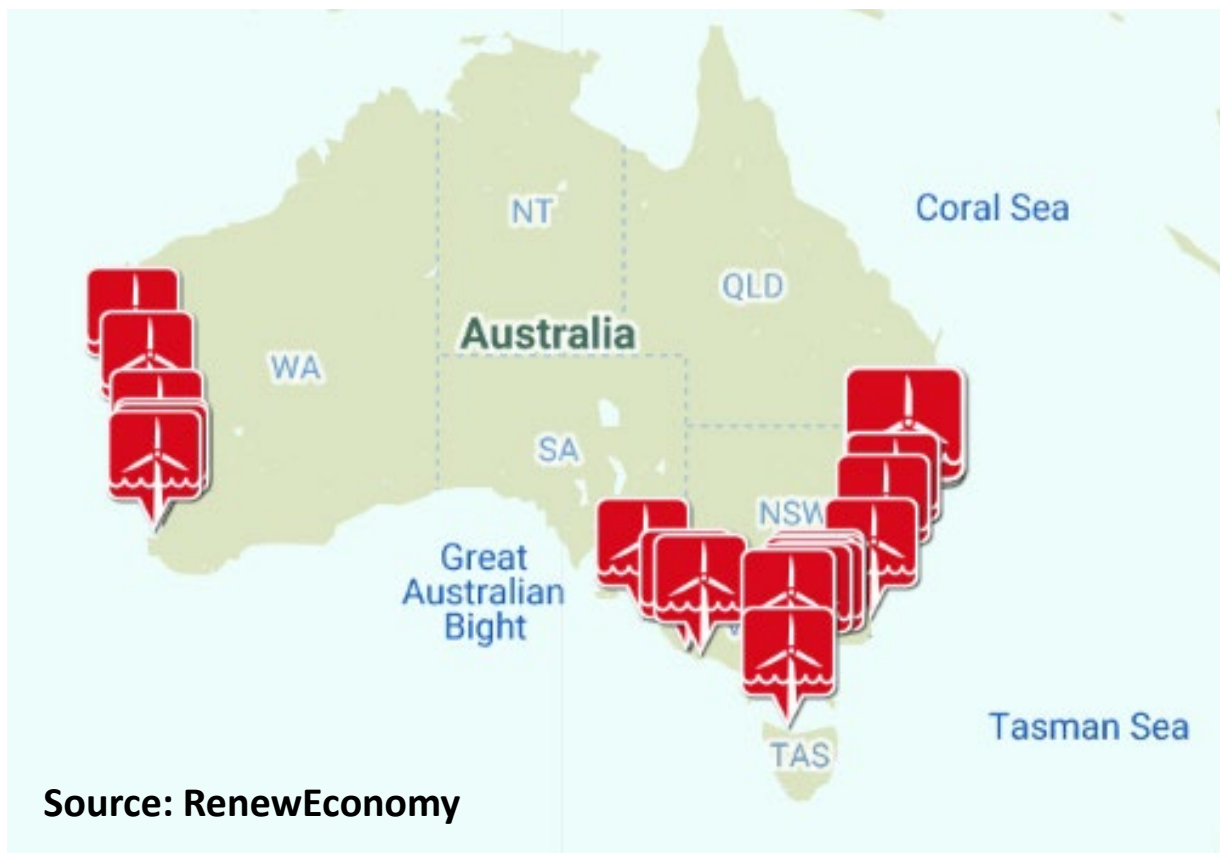 Coral Sea
NT
QLD
Australia
WA
SA
NSW
Great
Australian
Bight
Tasman Sea
TAS
Source: RenewEconomy